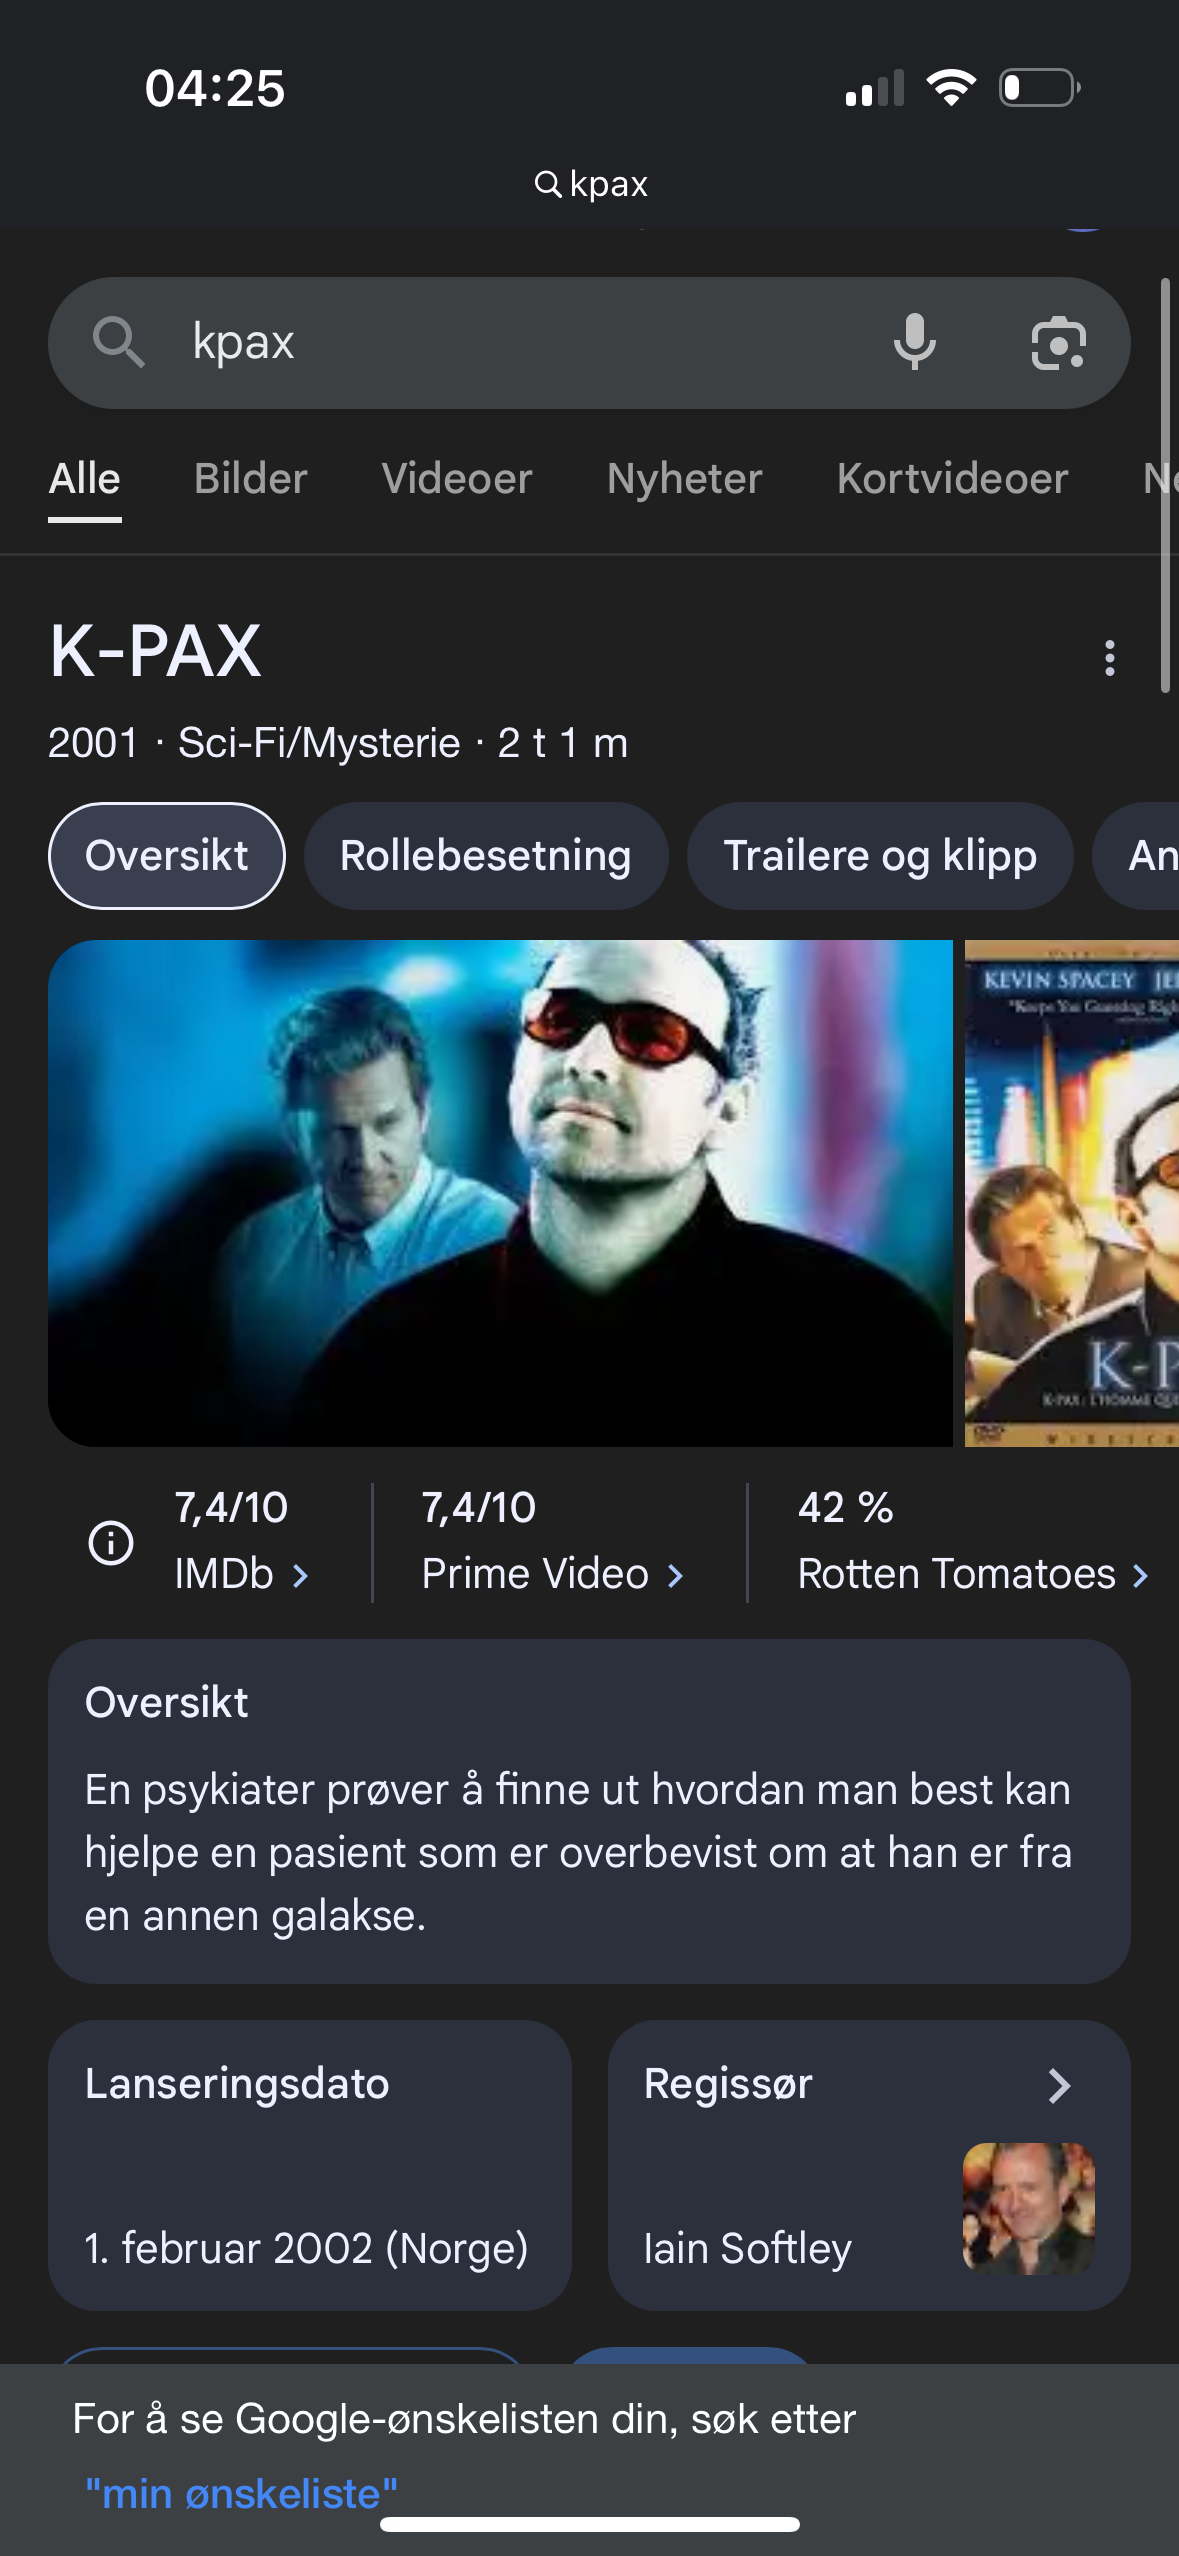 04:25
kpax
kpax
Alle Bilder Videoer Nyheter Kortvideoer
K-PAX
2001 · Sci-Fi/Mysterie · 2 t 1 m
Oversikt Rollebesetning Trailere og klipp
KEVIN SPACEY
7,4/10 7,4/10 42 %
IMDb Prime Video Rotten Tomatoes
Oversikt
En psykiater prøver å finne ut hvordan man best kan
hjelpe en pasient som er overbevist om at han er fra
en annen galakse.
Lanseringsdato
1. februar 2002 (Norge)
Regissør
Iain Softley
For å se Google-ønskelisten din, søk etter
"min ønskeliste"